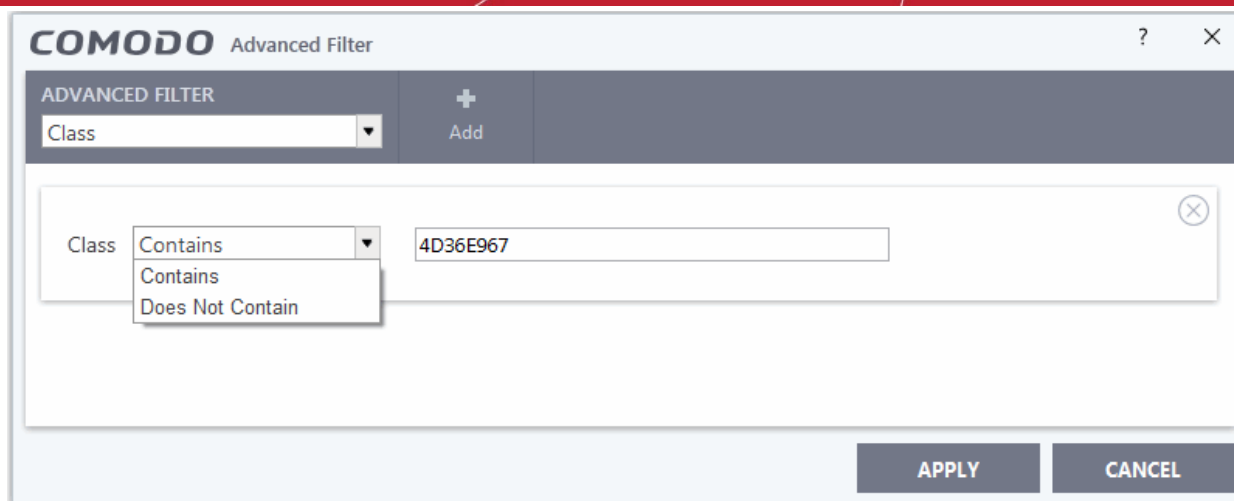 COMODO Advanced Filter ?
ADVANCED FILTER
Class
Add
Class Contains 4D36E967
Contains
Does Not Contain
APPLY CANCEL